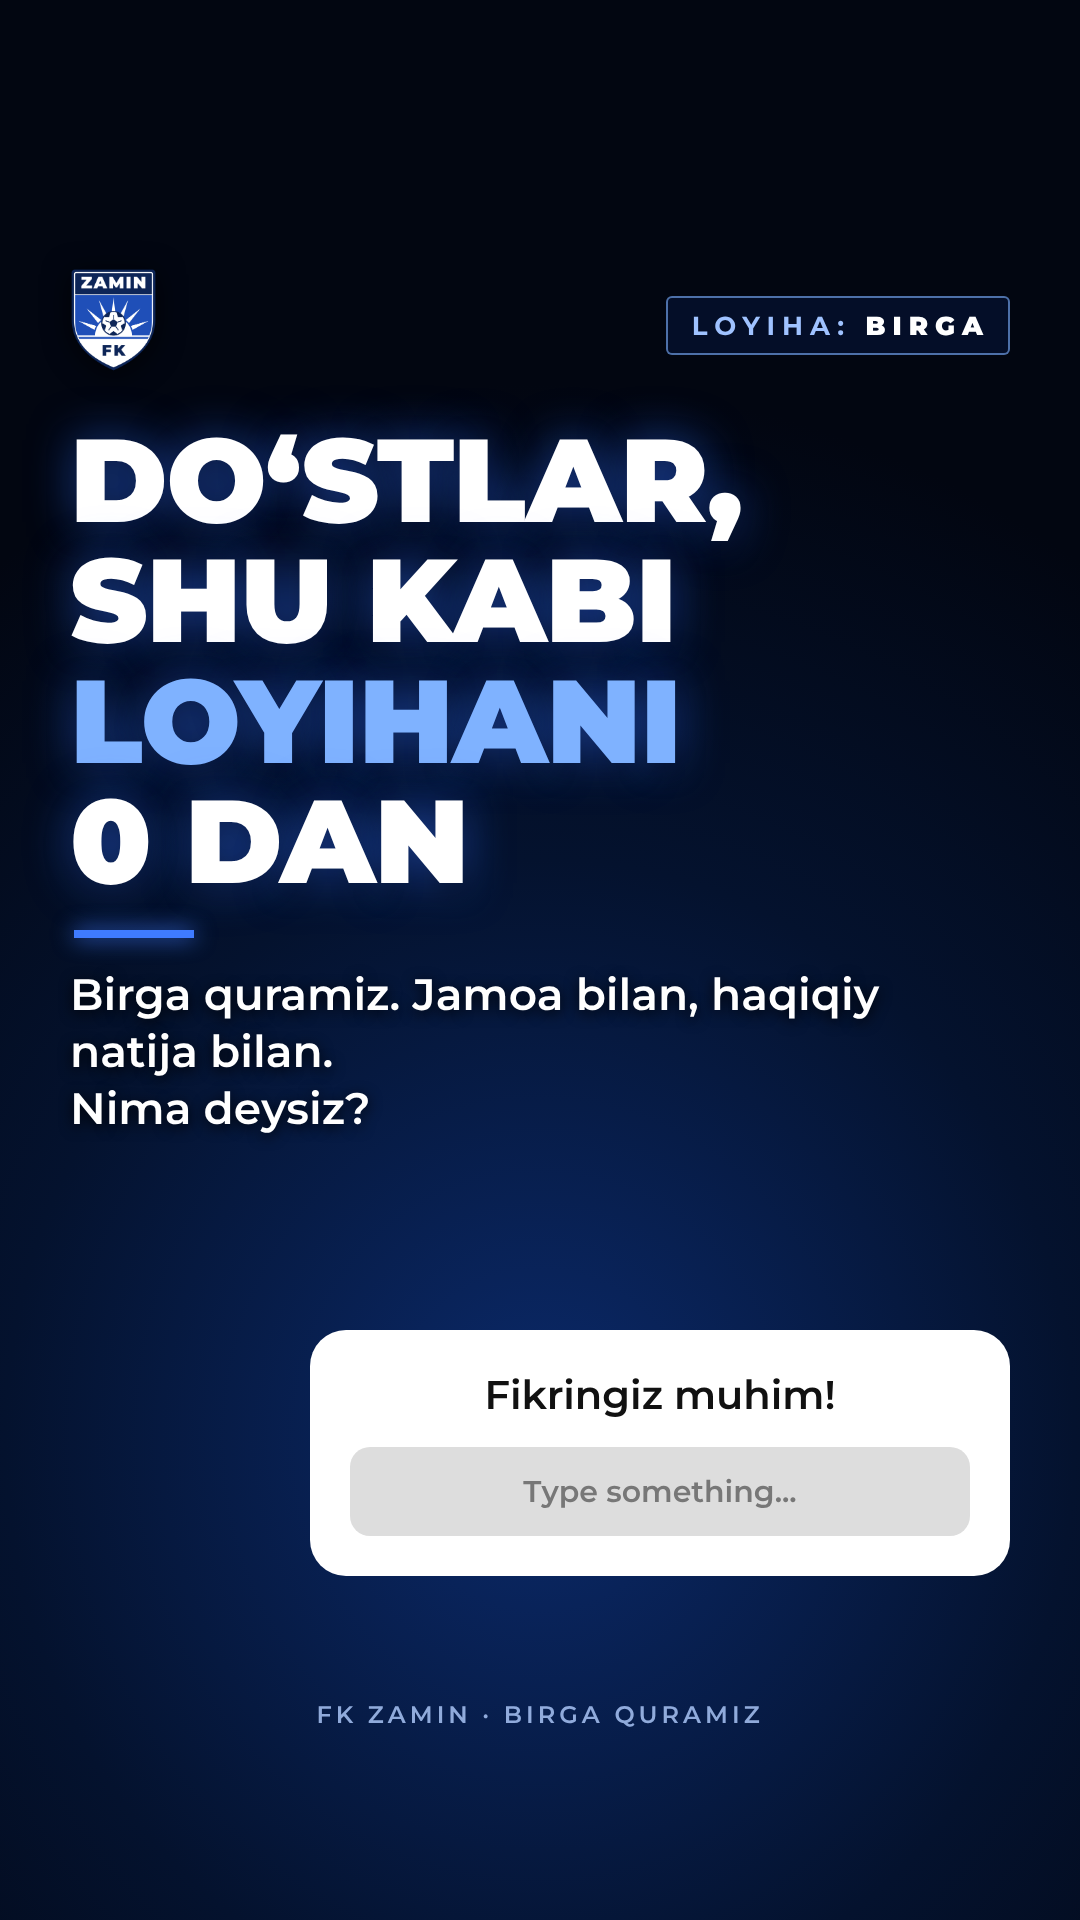 ZAMIN
FK
LOYIHA: BIRGA
DO‘STLAR,
SHU KABI
LOYIHANI
0 DAN
Birga quramiz. Jamoa bilan, haqiqiy
natija bilan.
Nima deysiz?
Fikringiz muhim!
Type something...
FK ZAMIN · BIRGA QURAMIZ